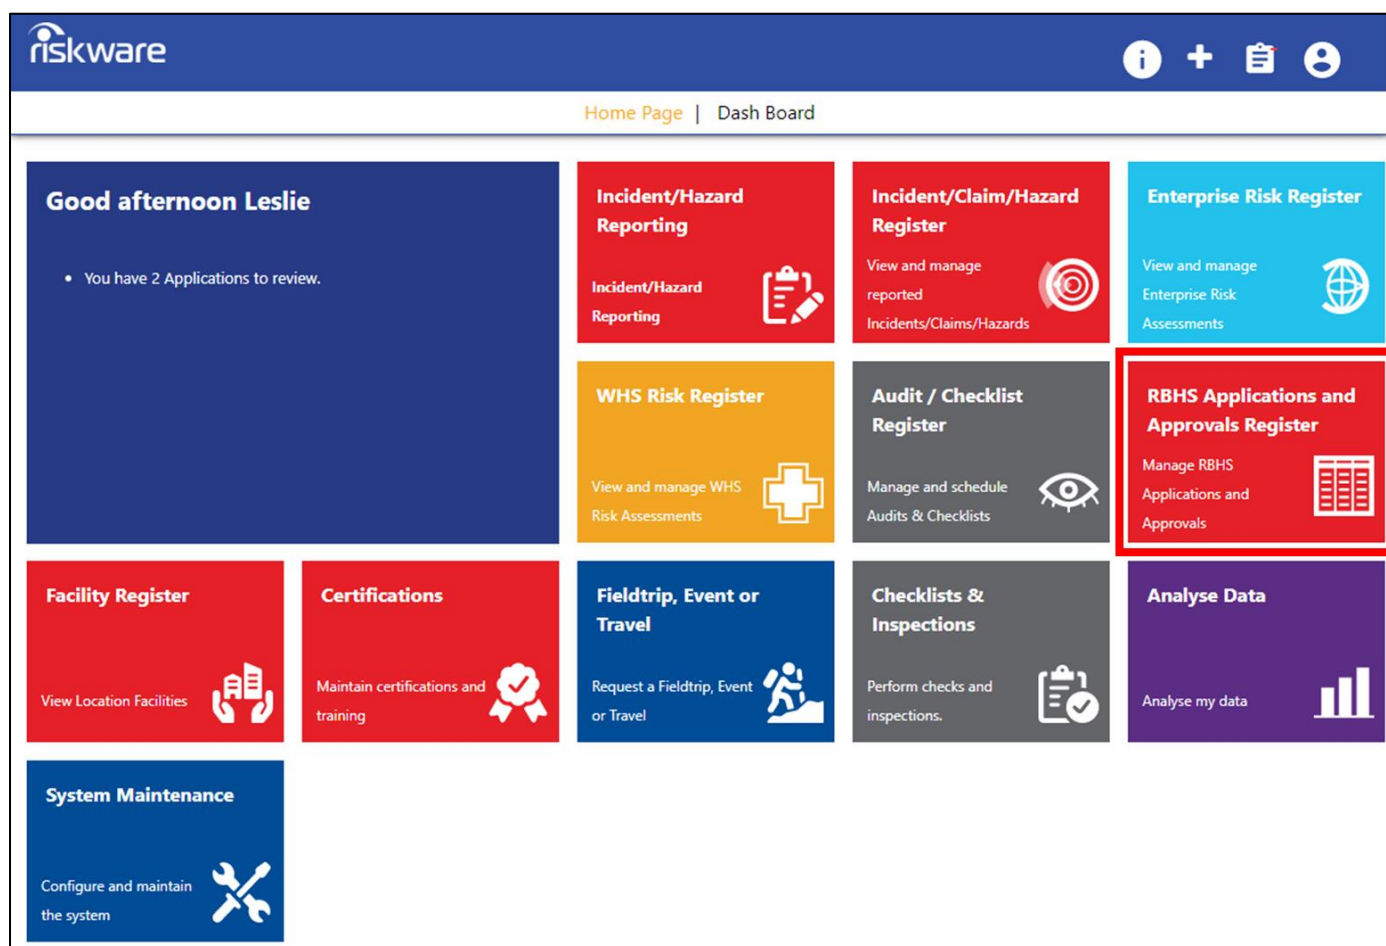 riskware
Home Page | Dash Board
Good afternoon Leslie
• You have 2 Applications to review.
Incident/Hazard
Reporting
Incident/Hazard
Reporting
Incident/Claim/Hazard
Register
View and manage
reported
Incidents/Claims/Hazards
Enterprise Risk Register
View and manage
Enterprise Risk
Assessments
WHS Risk Register
View and manage WHS
Risk Assessments
Audit / Checklist
Register
Manage and schedule
Audits & Checklists
RBHS Applications and
Approvals Register
Manage RBHS
Applications and
Approvals
Facility Register
View Location Facilities
Certifications
Maintain certifications and
training
Fieldtrip, Event or
Travel
Request a Fieldtrip, Event
or Travel
Checklists &
Inspections
Perform checks and
inspections.
Analyse Data
Analyse my data
System Maintenance
Configure and maintain
the system